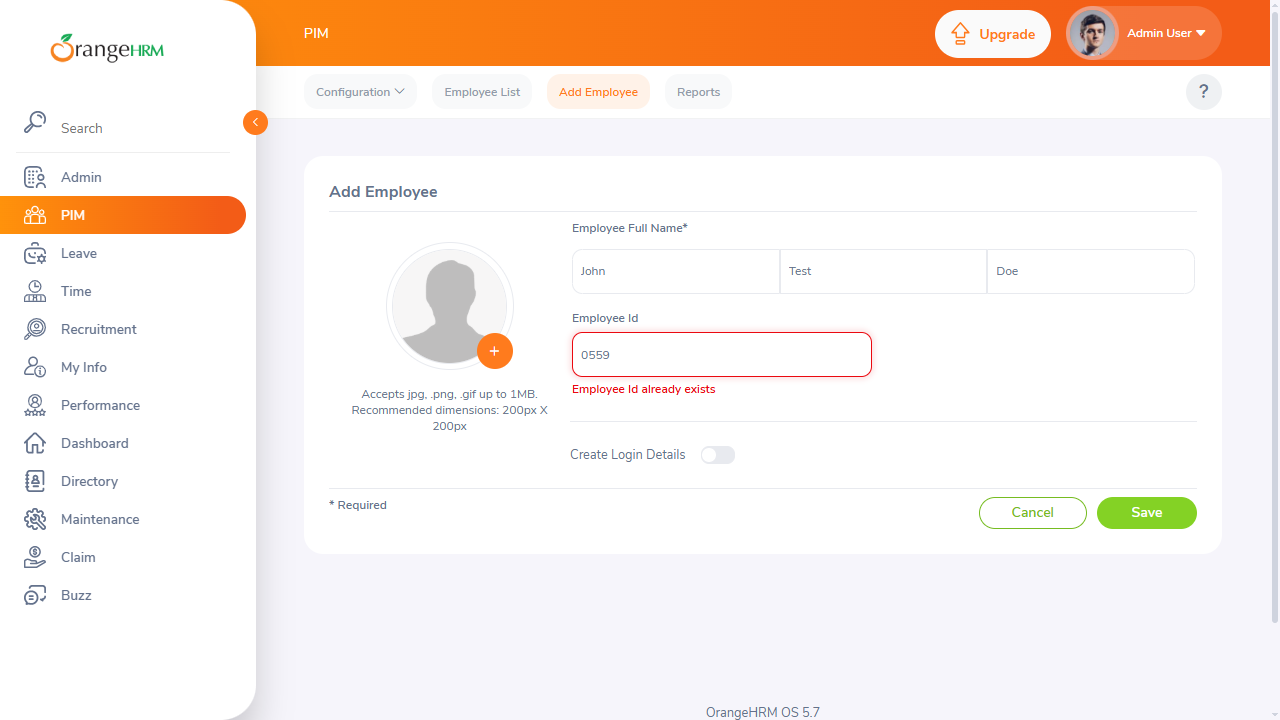 OrangeHRM
Search
Admin
PIM
Leave
Time
Recruitment
My Info
Performance
Dashboard
Directory
Maintenance
Claim
Buzz
PIM
Upgrade
Admin User
Configuration
Employee List
Add Employee
Reports
?
Add Employee
Accepts jpg, .png, .gif up to 1MB.
Recommended dimensions: 200px X
200px
Employee Full Name*
John Test Doe
Employee Id
0559
Employee Id already exists
Create Login Details
* Required
Cancel
Save
OrangeHRM OS 5.7